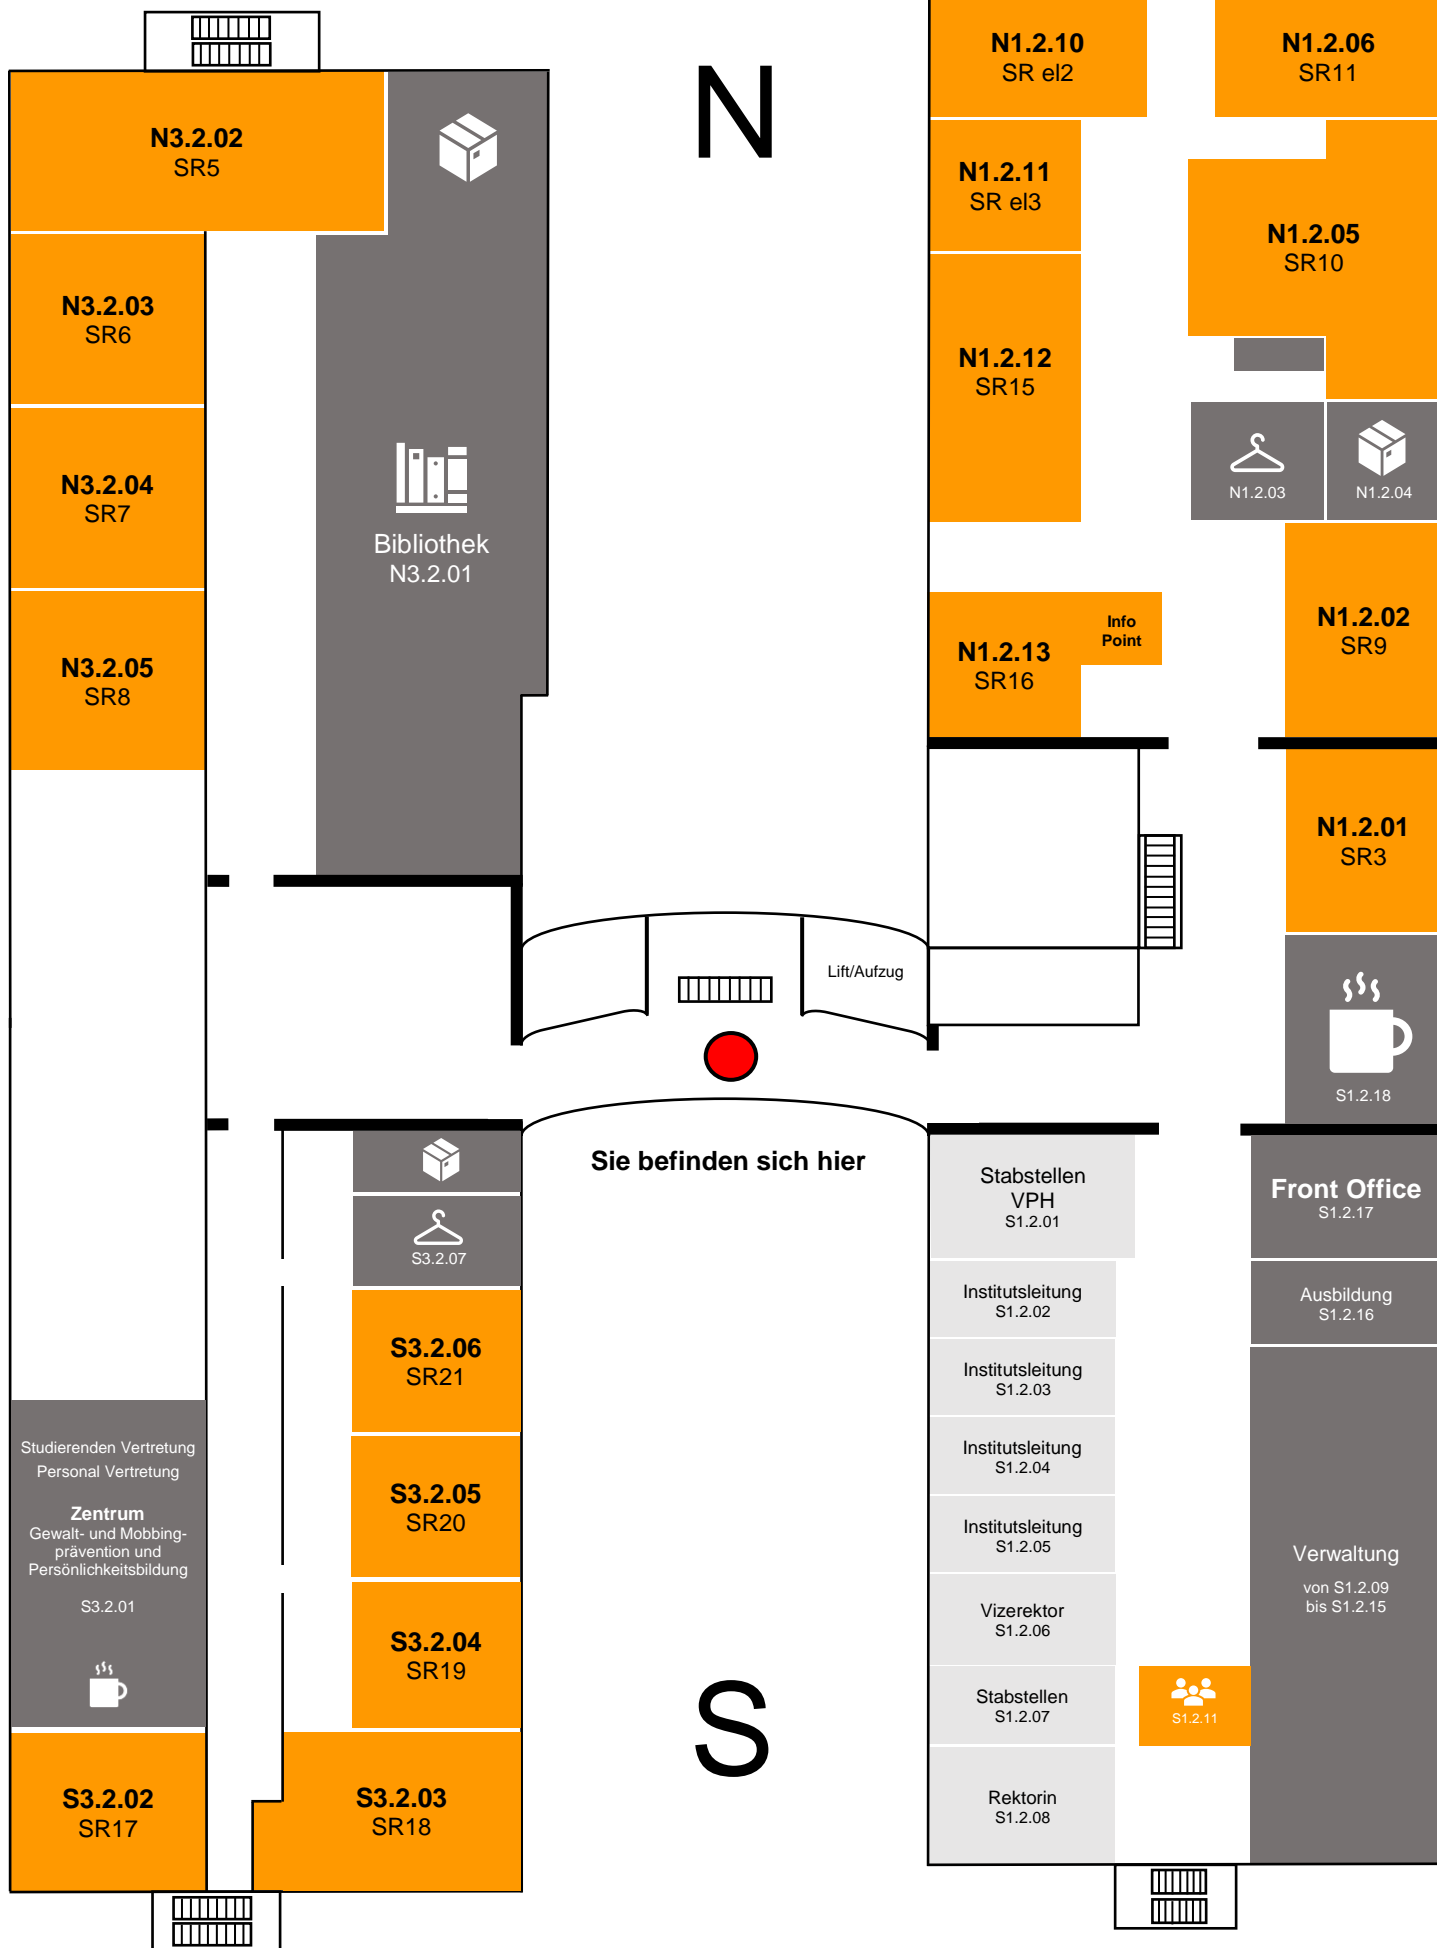 N
S
N3.2.02
SR5
N3.2.03
SR6
N3.2.04
SR7
N3.2.05
SR8
Bibliothek
N3.2.01
N1.2.10
SR el2
N1.2.06
SR11
N1.2.11
SR el3
N1.2.05
SR10
N1.2.12
SR15
N1.2.03
N1.2.04
N1.2.13
SR16
Info
Point
N1.2.02
SR9
N1.2.01
SR3
Lift/Aufzug
S1.2.18
Sie befinden sich hier
S3.2.07
S3.2.06
SR21
S3.2.05
SR20
S3.2.04
SR19
S3.2.03
SR18
Studierenden Vertretung
Personal Vertretung
Zentrum
Gewalt- und Mobbing-
prävention und
Persönlichkeitsbildung
S3.2.01
S3.2.02
SR17
Stabstellen
VPH
S1.2.01
Institutsleitung
S1.2.02
Institutsleitung
S1.2.03
Institutsleitung
S1.2.04
Institutsleitung
S1.2.05
Vizerektor
S1.2.06
Stabstellen
S1.2.07
Rektorin
S1.2.08
Front Office
S1.2.17
Ausbildung
S1.2.16
Verwaltung
von S1.2.09
bis S1.2.15
S1.2.11